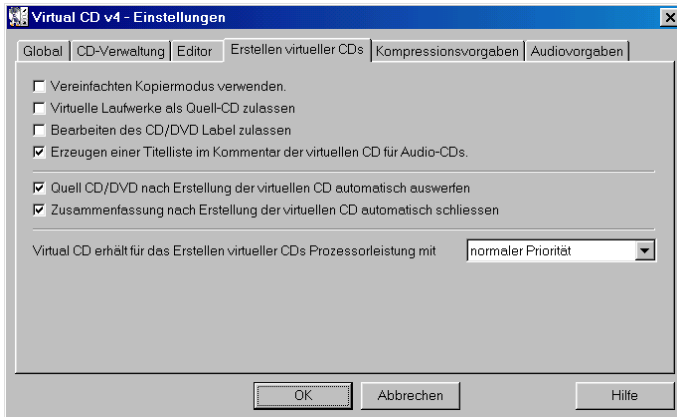 Virtual CD v4 - Einstellungen
Global CD-Verwaltung Editor Erstellen virtueller CDs Kompressionsvorgaben Audiovorgaben
Vereinfachten Kopiermodus verwenden.
Virtuelle Laufwerke als Quell-CD zulassen
Bearbeiten des CD/DVD Label zulassen
Erzeugen einer Titelliste im Kommentar der virtuellen CD für Audio-CDs.
Quell CD/DVD nach Erstellung der virtuellen CD automatisch auswerfen
Zusammenfassung nach Erstellung der virtuellen CD automatisch schliessen
Virtual CD erhält für das Erstellen virtueller CDs Prozessorleistung mit normaler Priorität
OK Abbrechen Hilfe